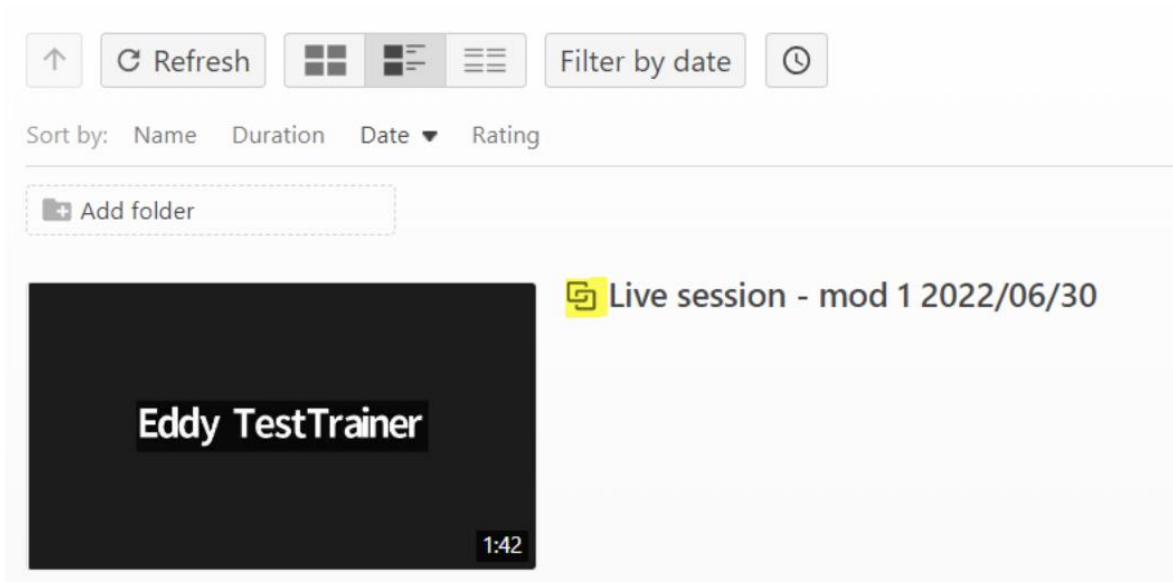 Refresh Filter by date
Sort by: Name Duration Date Rating
Add folder
Live session - mod 1 2022/06/30
Eddy TestTrainer
1:42